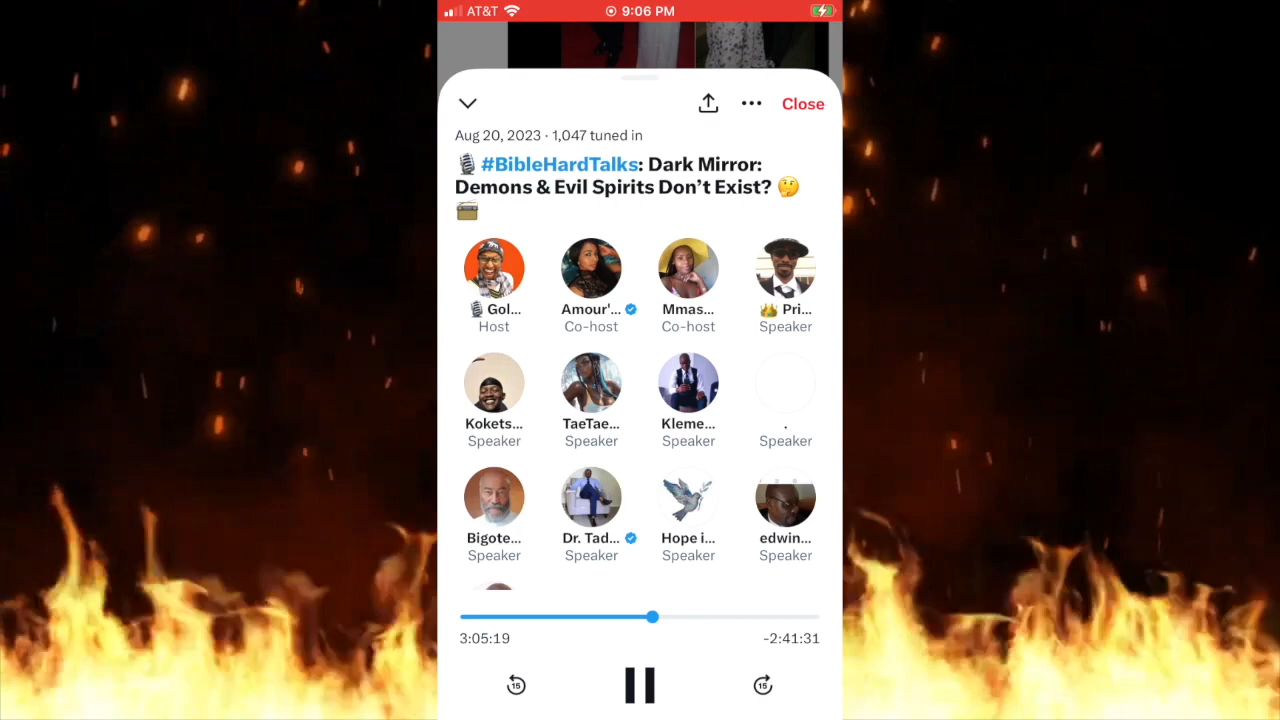 AT&T 9:06 PM
Close
Aug 20, 2023 · 1,047 tuned in
🎙️ #BibleHardTalks: Dark Mirror:
Demons & Evil Spirits Don’t Exist? 🤔
📻
🎙️ Gol... Amour'... Mmas... 👑 Pri...
Host Co-host Co-host Speaker
Kokets... TaeTae... Kleme... .
Speaker Speaker Speaker Speaker
Bigote... Dr. Tad... Hope i... edwin...
Speaker Speaker Speaker Speaker
3:05:19 -2:41:31
15 15